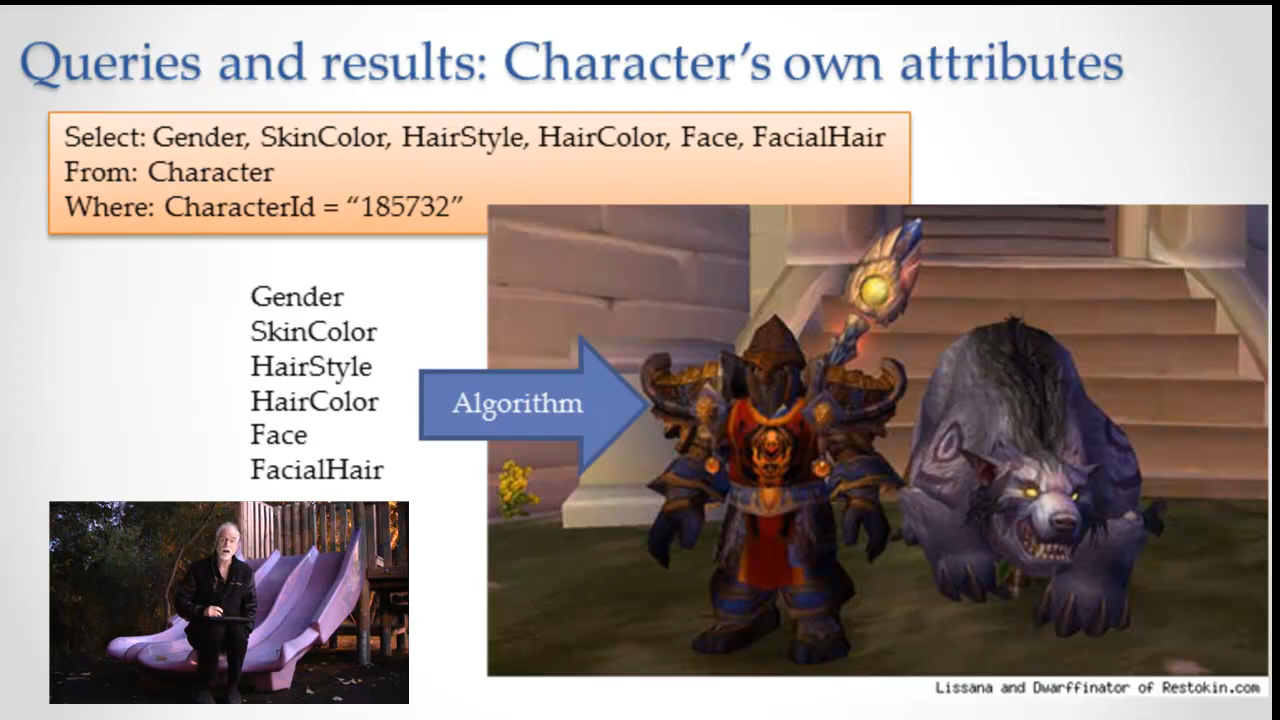 Queries and results: Character's own attributes
Select: Gender, SkinColor, HairStyle, HairColor, Face, FacialHair
From: Character
Where: CharacterId = “185732”
Gender
SkinColor
HairStyle
HairColor
Face
FacialHair
Algorithm
Lissana and Dwarffinator of Restokin.com